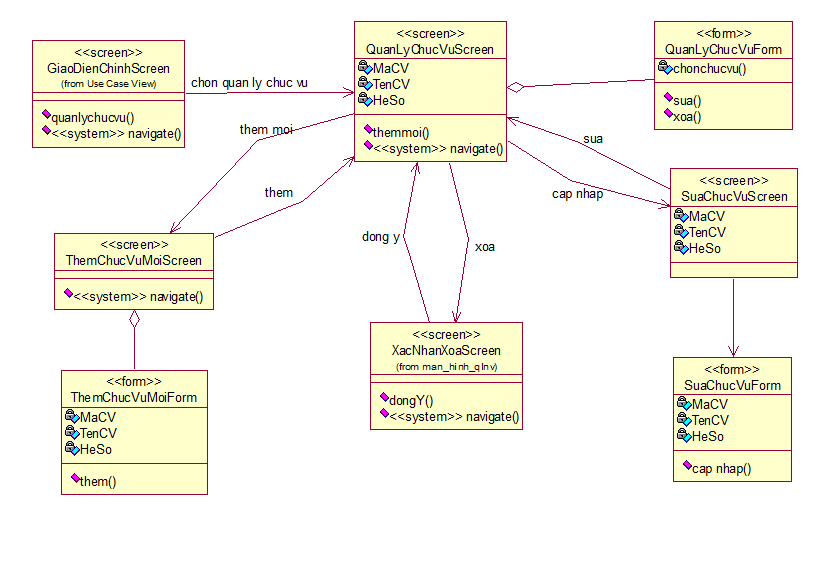 <<screen>>
GiaoDienChinhScreen
(from Use Case View)
quanlychucvu()
<<system>> navigate()
chon quan ly chuc vu
<<screen>>
QuanLyChucVuScreen
MaCV
TenCV
HeSo
themmoi()
<<system>> navigate()
<<form>>
QuanLyChucVuForm
chonchucvu()
sua()
xoa()
them moi
them
sua
cap nhap
<<screen>>
SuaChucVuScreen
MaCV
TenCV
HeSo
<<screen>>
ThemChucVuMoiScreen
<<system>> navigate()
dong y
xoa
<<screen>>
XacNhanXoaScreen
(from man_hinh_qlnv)
dongY()
<<system>> navigate()
<<form>>
ThemChucVuMoiForm
MaCV
TenCV
HeSo
them()
<<form>>
SuaChucVuForm
MaCV
TenCV
HeSo
cap nhap()